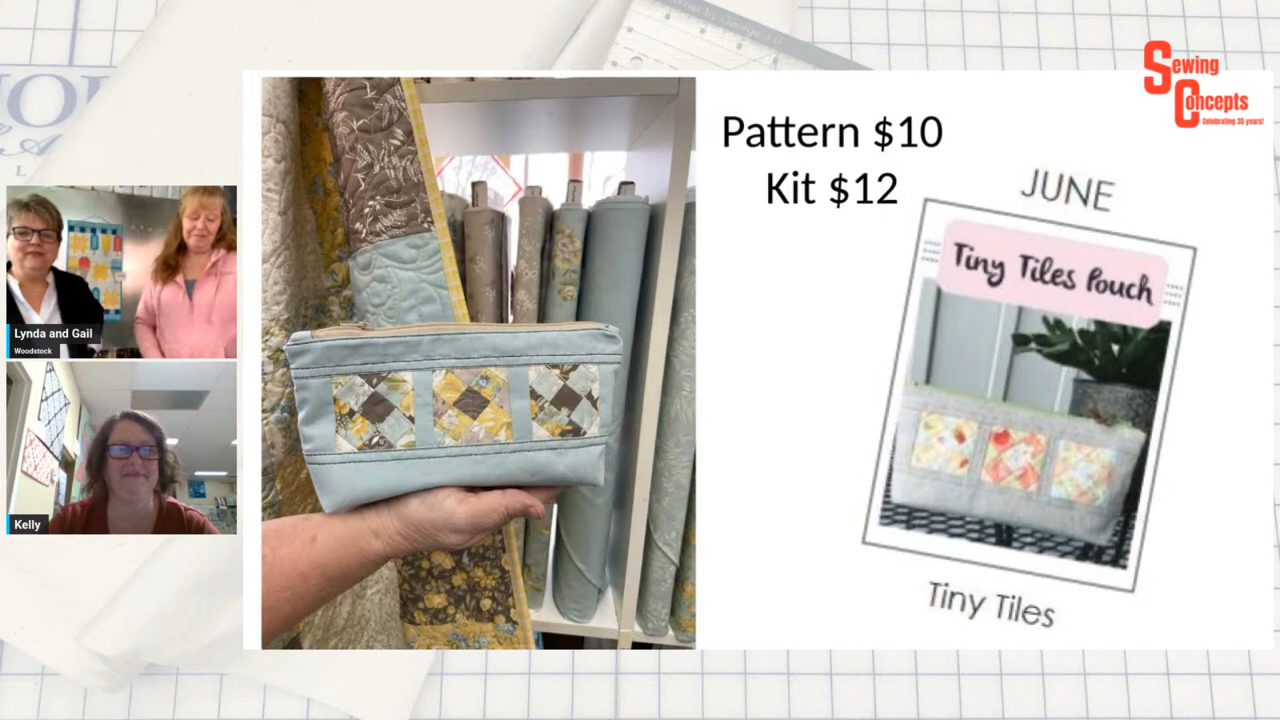 Sewing
Concepts
Celebrating 35 years!
Pattern $10
Kit $12
JUNE
Tiny Tiles Pouch
Tiny Tiles
Lynda and Gail
Woodstock
Kelly